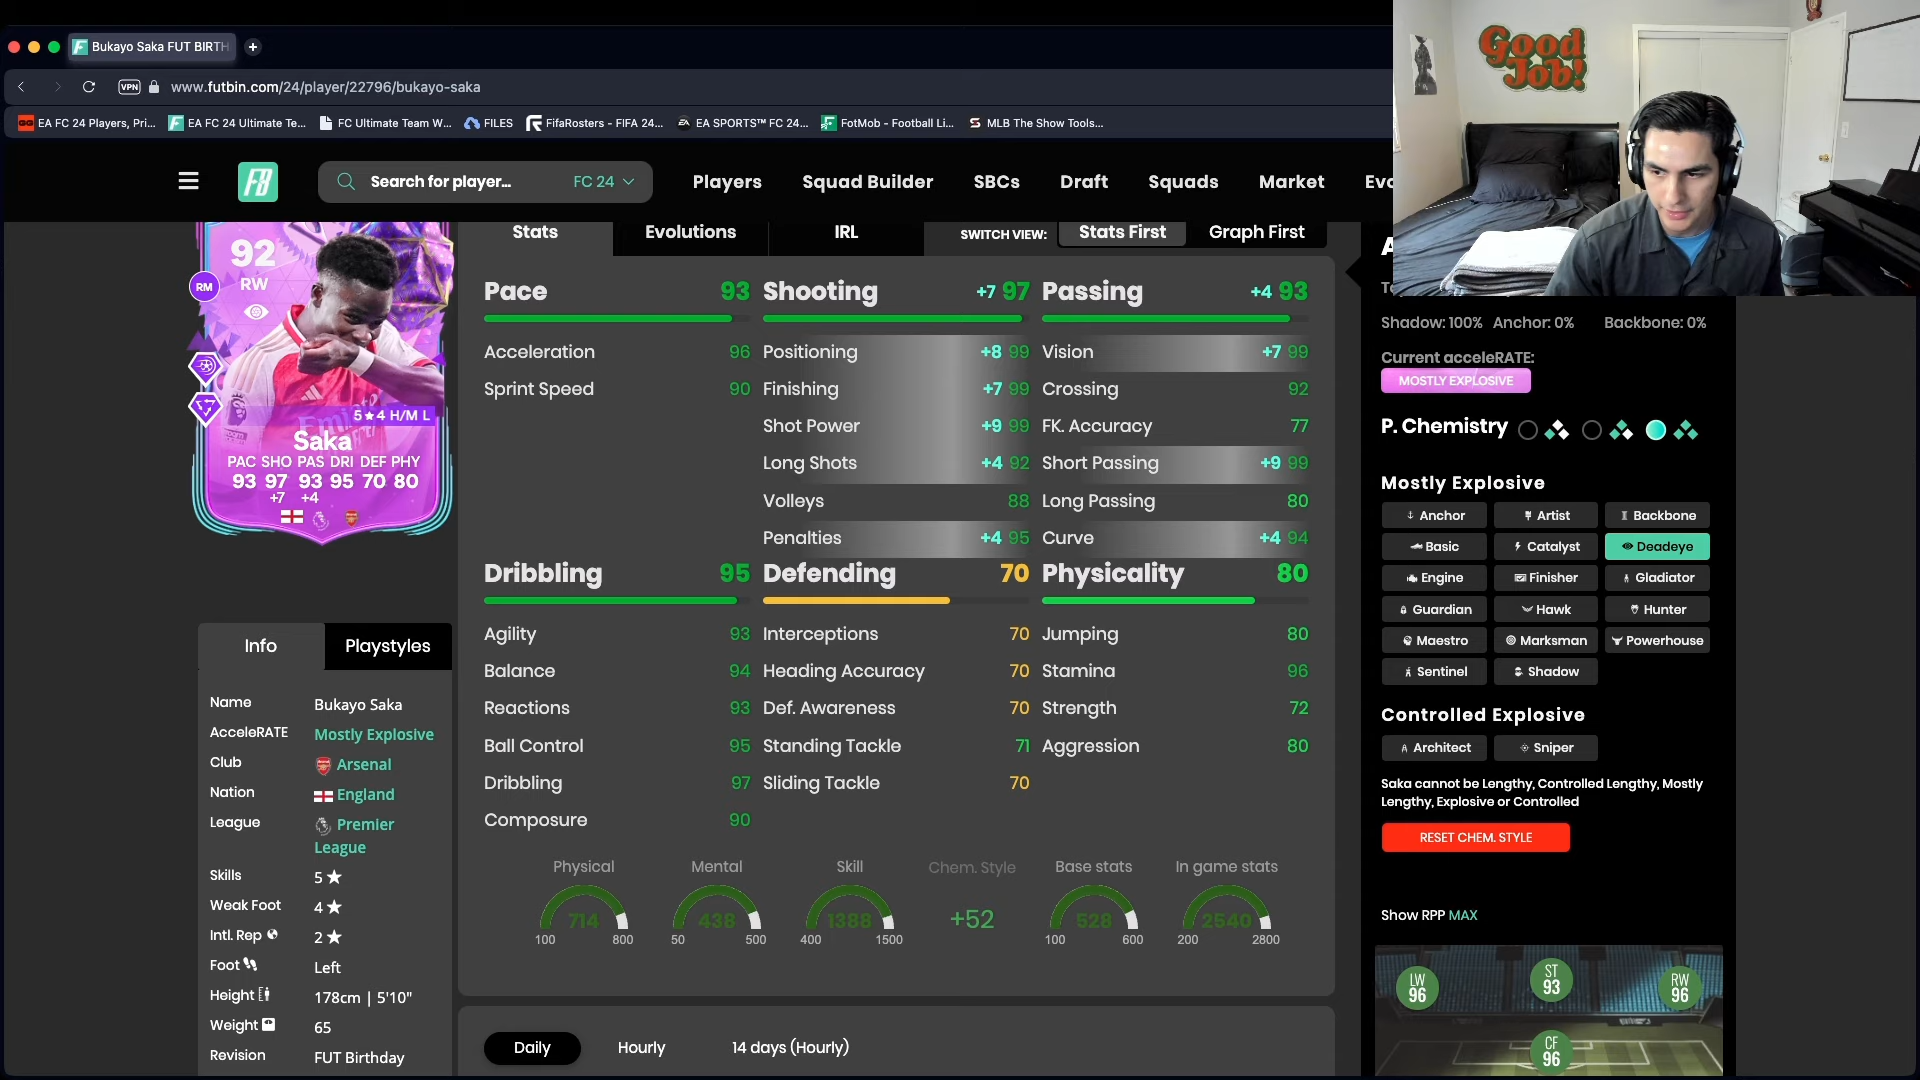 Bukayo Saka FUT BIRTH
VPN www.futbin.com/24/player/22796/bukayo-saka
EA FC 24 Players, Pri... EA FC 24 Ultimate Te... FC Ultimate Team W... FILES FifaRosters - FIFA 24... EA SPORTS™ FC 24... FotMob - Football Li... MLB The Show Tools...
Good Job!
Search for player... FC 24 Players Squad Builder SBCs Draft Squads Market Evo
Stats Evolutions IRL SWITCH VIEW: Stats First Graph First
92
RW
RM
5★4 H/M L
Saka
PAC SHO PAS DRI DEF PHY
93 97 93 95 70 80
+7 +4
Pace 93
Acceleration 96
Sprint Speed 90
Shooting +7 97
Positioning +8 99
Finishing +7 99
Shot Power +9 99
Long Shots +4 92
Volleys 88
Penalties +4 95
Passing +4 93
Vision +7 99
Crossing 92
FK. Accuracy 77
Short Passing +9 99
Long Passing 80
Curve +4 94
Dribbling 95
Agility 93
Balance 94
Reactions 93
Ball Control 95
Dribbling 97
Composure 90
Defending 70
Interceptions 70
Heading Accuracy 70
Def. Awareness 70
Standing Tackle 71
Sliding Tackle 70
Physicality 80
Jumping 80
Stamina 96
Strength 72
Aggression 80
Physical Mental Skill Chem. Style Base stats In game stats
714 438 1388 +52 528 2540
100 800 50 500 400 1500 100 600 200 2800
Daily Hourly 14 days (Hourly)
Info Playstyles
Name Bukayo Saka
AcceleRATE Mostly Explosive
Club Arsenal
Nation England
League Premier
League
Skills 5 ★
Weak Foot 4 ★
Intl. Rep 2 ★
Foot Left
Height 178cm | 5'10"
Weight 65
Revision FUT Birthday
Shadow: 100% Anchor: 0% Backbone: 0%
Current acceleRATE:
MOSTLY EXPLOSIVE
P. Chemistry
Mostly Explosive
Anchor Artist Backbone
Basic Catalyst Deadeye
Engine Finisher Gladiator
Guardian Hawk Hunter
Maestro Marksman Powerhouse
Sentinel Shadow
Controlled Explosive
Architect Sniper
Saka cannot be Lengthy, Controlled Lengthy, Mostly
Lengthy, Explosive or Controlled
RESET CHEM. STYLE
Show RPP MAX
LW
96
ST
93
RW
96
CF
96